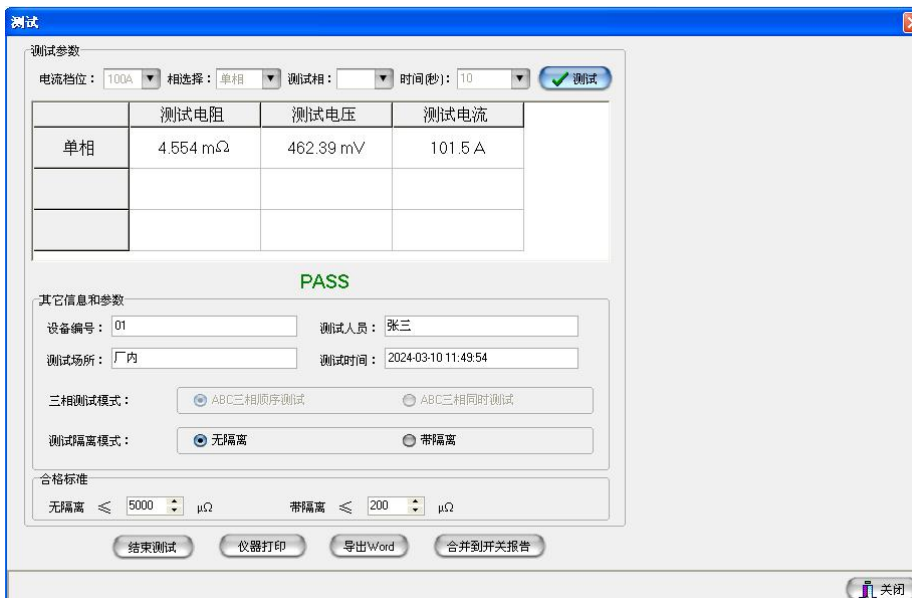 测试
测试参数
电流档位： 100A 相选择： 单相 测试相： 时间(秒)： 10 测试
测试电阻 测试电压 测试电流
单相 4.554 mΩ 462.39 mV 101.5 A
PASS
其它信息和参数
设备编号： 01 测试人员： 张三
测试场所： 厂内 测试时间： 2024-03-10 11:49:54
三相测试模式： ABC三相顺序测试 ABC三相同时测试
测试隔离模式： 无隔离 带隔离
合格标准
无隔离 ≤ 5000 μΩ 带隔离 ≤ 200 μΩ
结束测试 仪器打印 导出Word 合并到开关报告
关闭